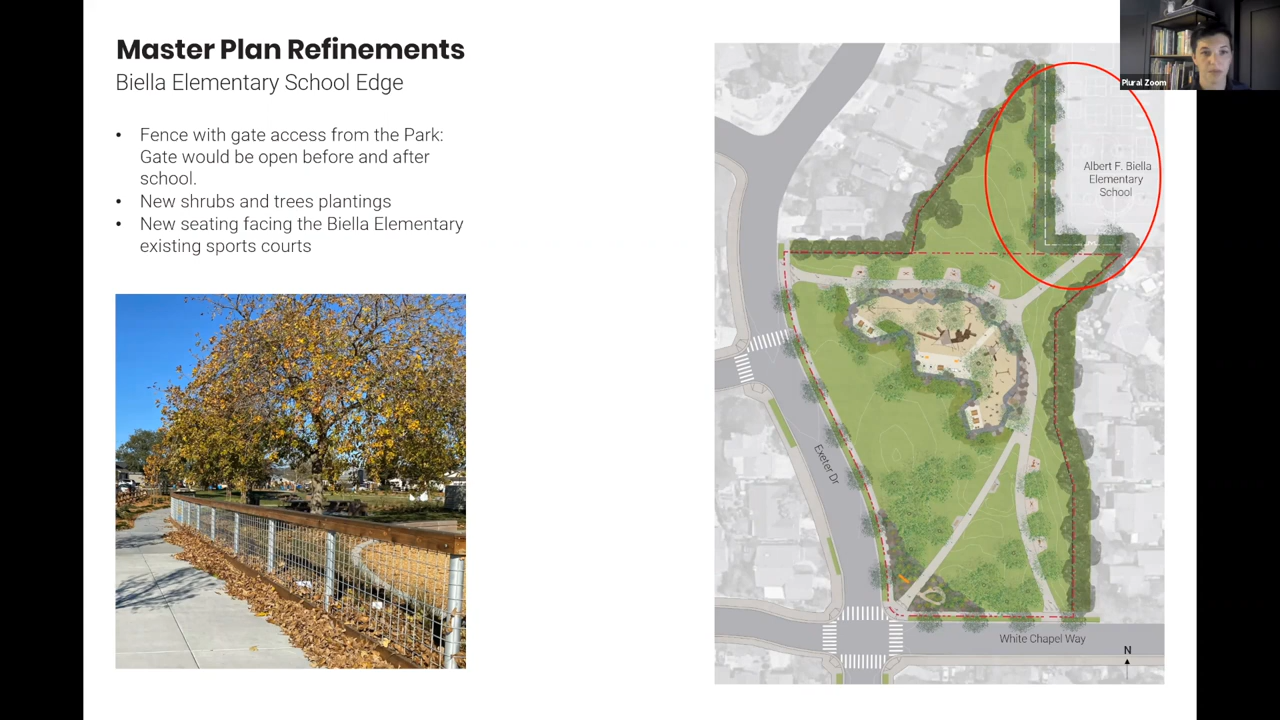 Master Plan Refinements
Biella Elementary School Edge
• Fence with gate access from the Park:
Gate would be open before and after
school.
• New shrubs and trees plantings
• New seating facing the Biella Elementary
existing sports courts
Plural Zoom
Albert F. Biella
Elementary
School
Exeter Dr
White Chapel Way
N